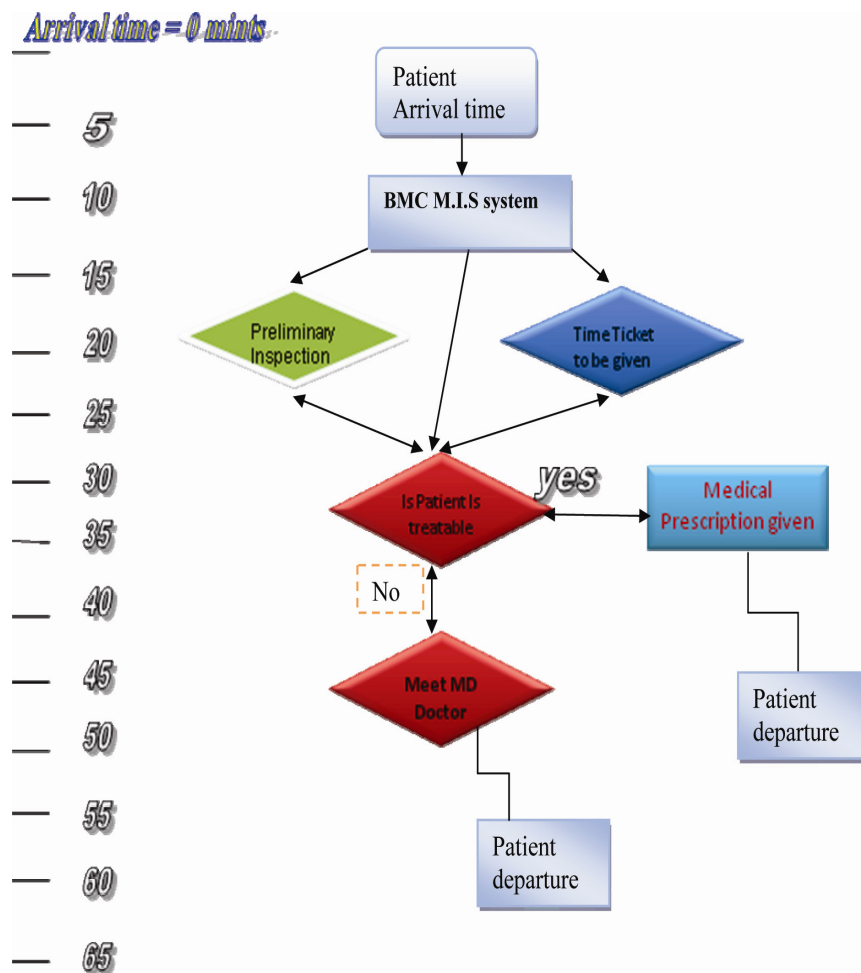 Arrival time = 0 mints
Patient
Arrival time
5
BMC M.I.S system
10
15
Preliminary
Inspection
Time Ticket
to be given
20
25
yes
30
Is Patient Is
treatable
Medical
Prescription given
35
No
40
45
Meet MD
Doctor
Patient
departure
50
55
Patient
departure
60
65